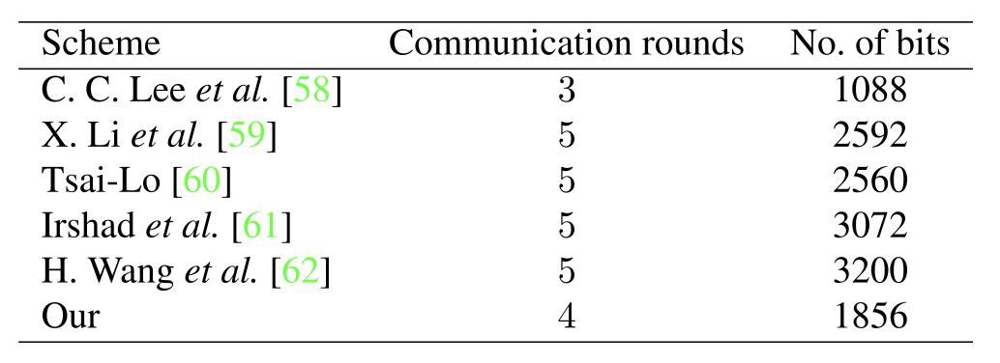 Scheme Communication rounds No. of bits
C. C. Lee et al. [58] 3 1088
X. Li et al. [59] 5 2592
Tsai-Lo [60] 5 2560
Irshad et al. [61] 5 3072
H. Wang et al. [62] 5 3200
Our 4 1856